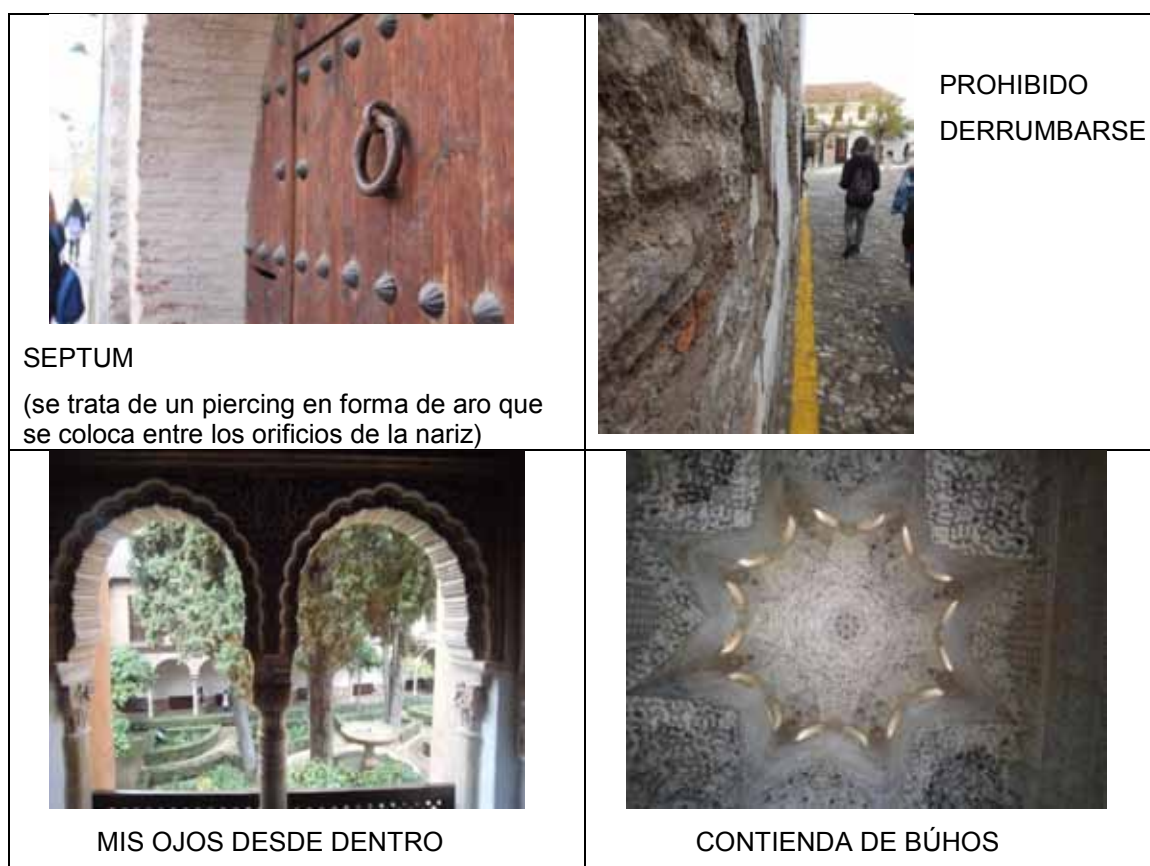 SEPTUM
(se trata de un piercing en forma de aro que
se coloca entre los orificios de la nariz)
PROHIBIDO
DERRUMBARSE
MIS OJOS DESDE DENTRO
CONTIENDA DE BÚHOS